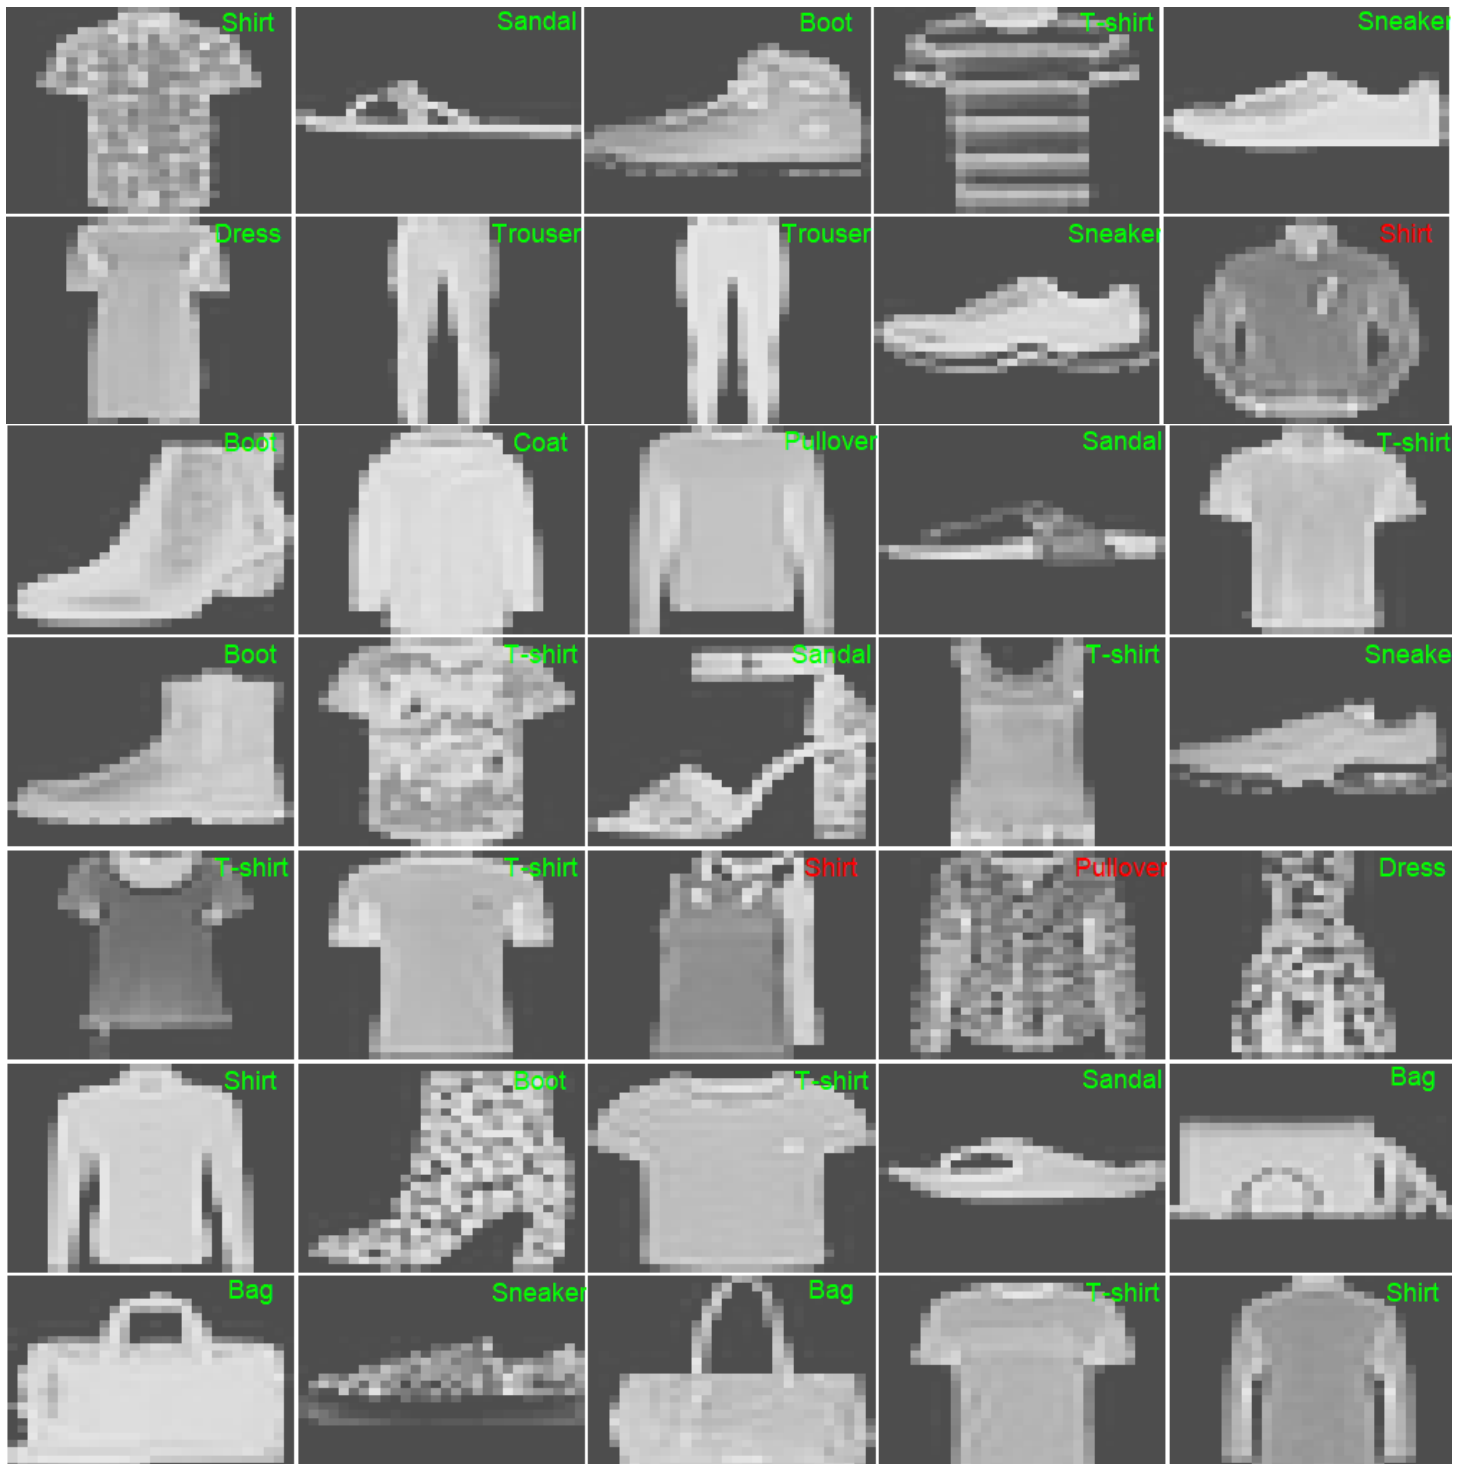 Shirt Sandal Boot T-shirt Sneaker
Dress Trouser Trouser Sneaker Shirt
Boot Coat Pullover Sandal T-shirt
Boot T-shirt Sandal T-shirt Sneake
T-shirt T-shirt Shirt Pullover Dress
Shirt Boot T-shirt Sandal Bag
Bag Sneaker Bag T-shirt Shirt